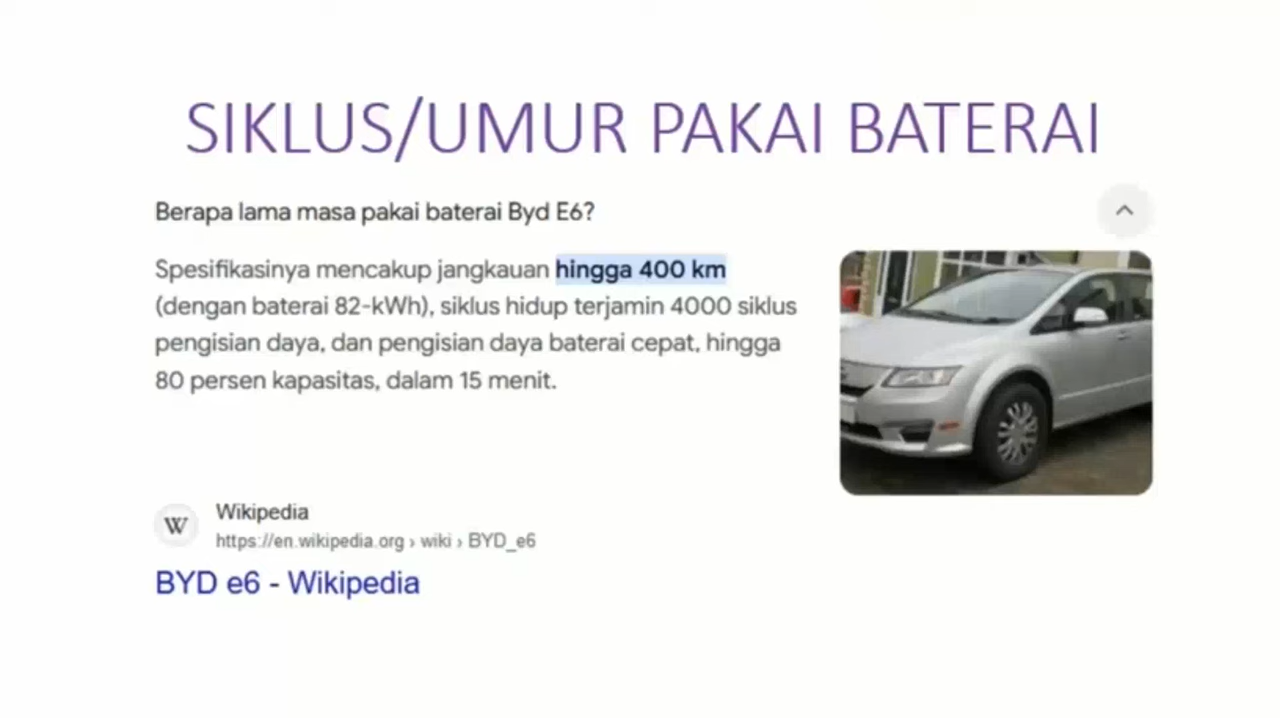 SIKLUS/UMUR PAKAI BATERAI
Berapa lama masa pakai baterai Byd E6?
Spesifikasinya mencakup jangkauan hingga 400 km
(dengan baterai 82-kWh), siklus hidup terjamin 4000 siklus
pengisian daya, dan pengisian daya baterai cepat, hingga
80 persen kapasitas, dalam 15 menit.
W
Wikipedia
https://en.wikipedia.org › wiki › BYD_e6
BYD e6 - Wikipedia